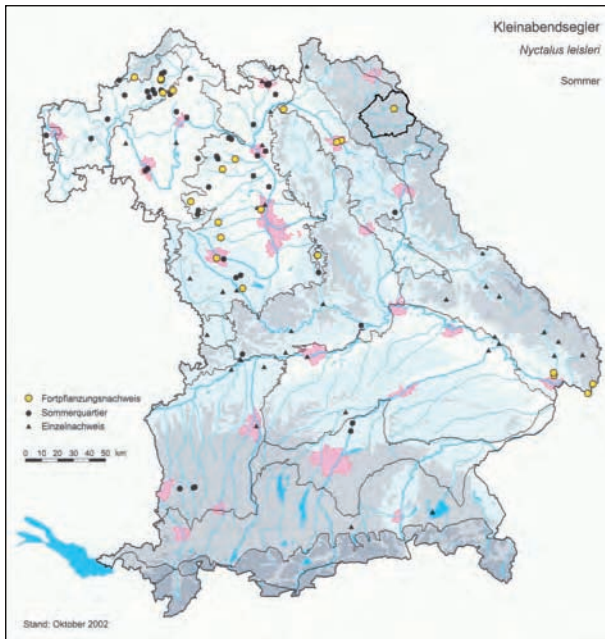 Kleinabendsegler
Nyctalus leisleri
Sommer
Fortpflanzungsnachweis
Sommerquartier
Einzelnachweis
0 10 20 30 40 50 km
Stand: Oktober 2002